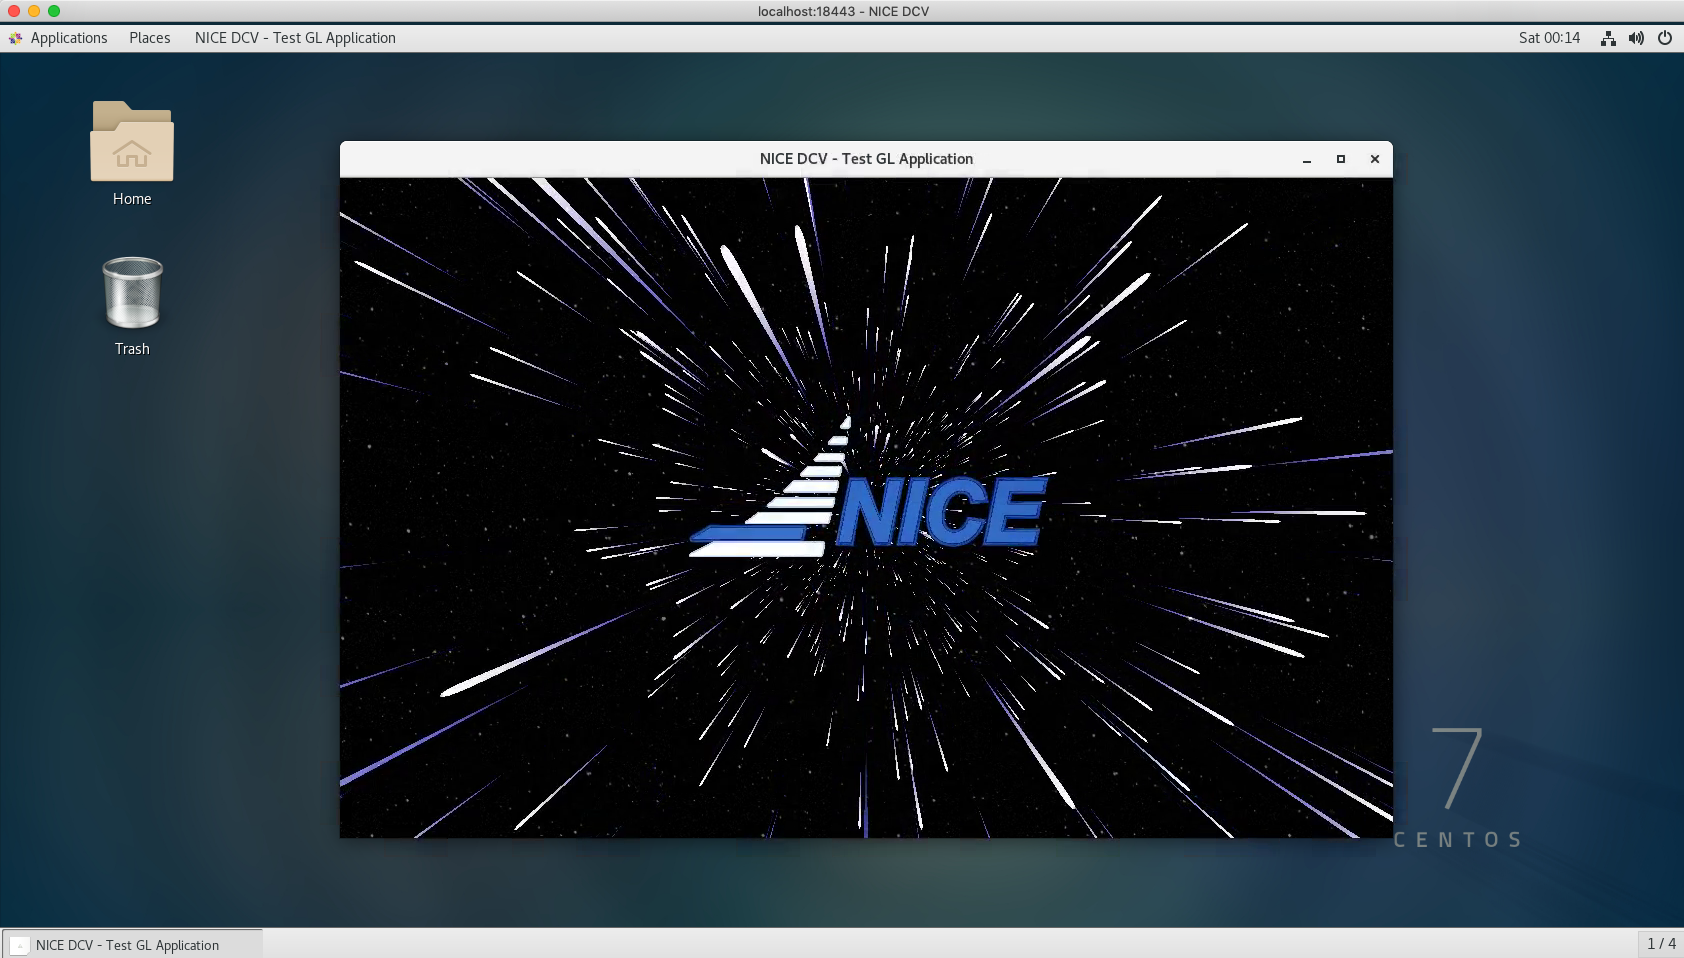 localhost:18443 - NICE DCV
Applications Places NICE DCV - Test GL Application Sat 00:14
Home
Trash
NICE DCV - Test GL Application
NICE
7
CENTOS
NICE DCV - Test GL Application
1 / 4